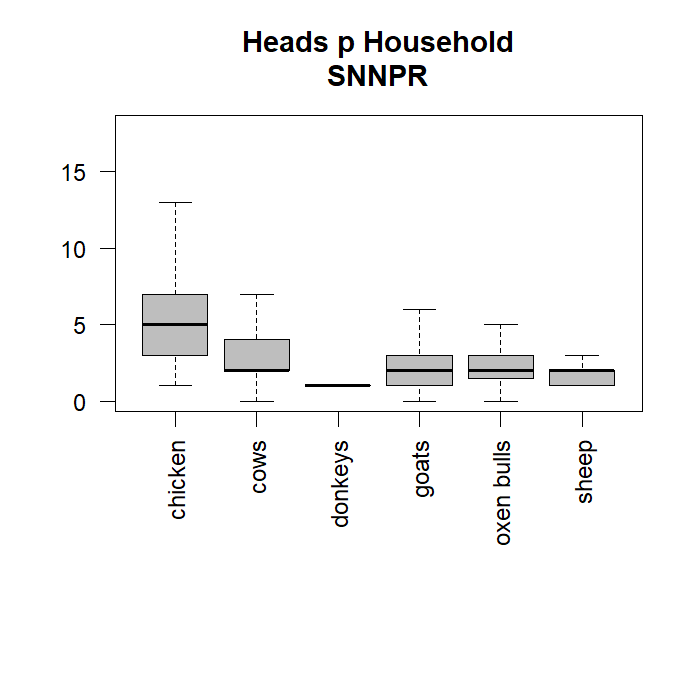 Heads p Household
SNNPR
15
10
5
0
chicken
cows
donkeys
goats
oxen bulls
sheep